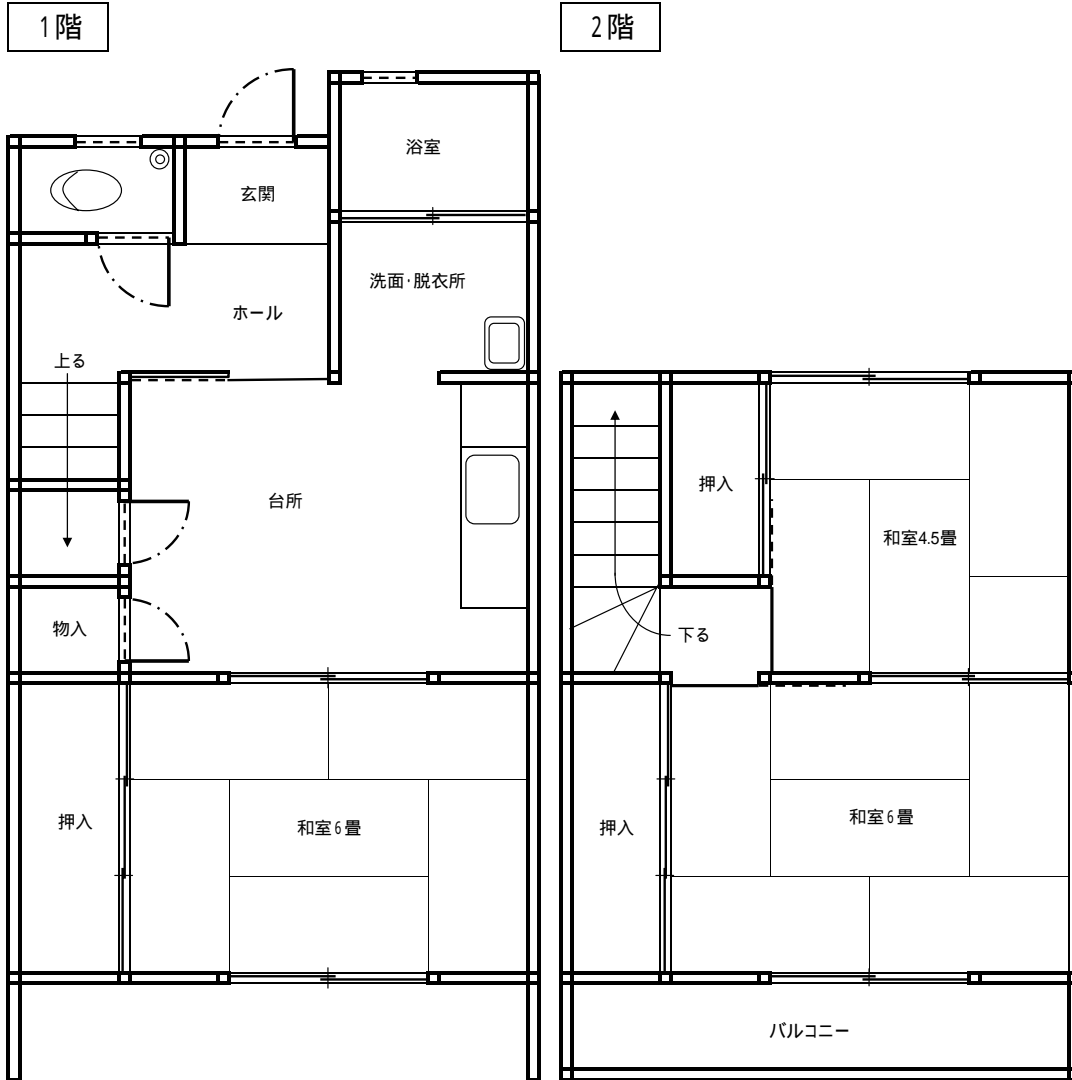 1階
浴室
玄関
洗面・脱衣所
ホール
上る
台所
物入
押入
和室6畳
2階
押入
和室4.5畳
下る
押入
和室6畳
バルコニー